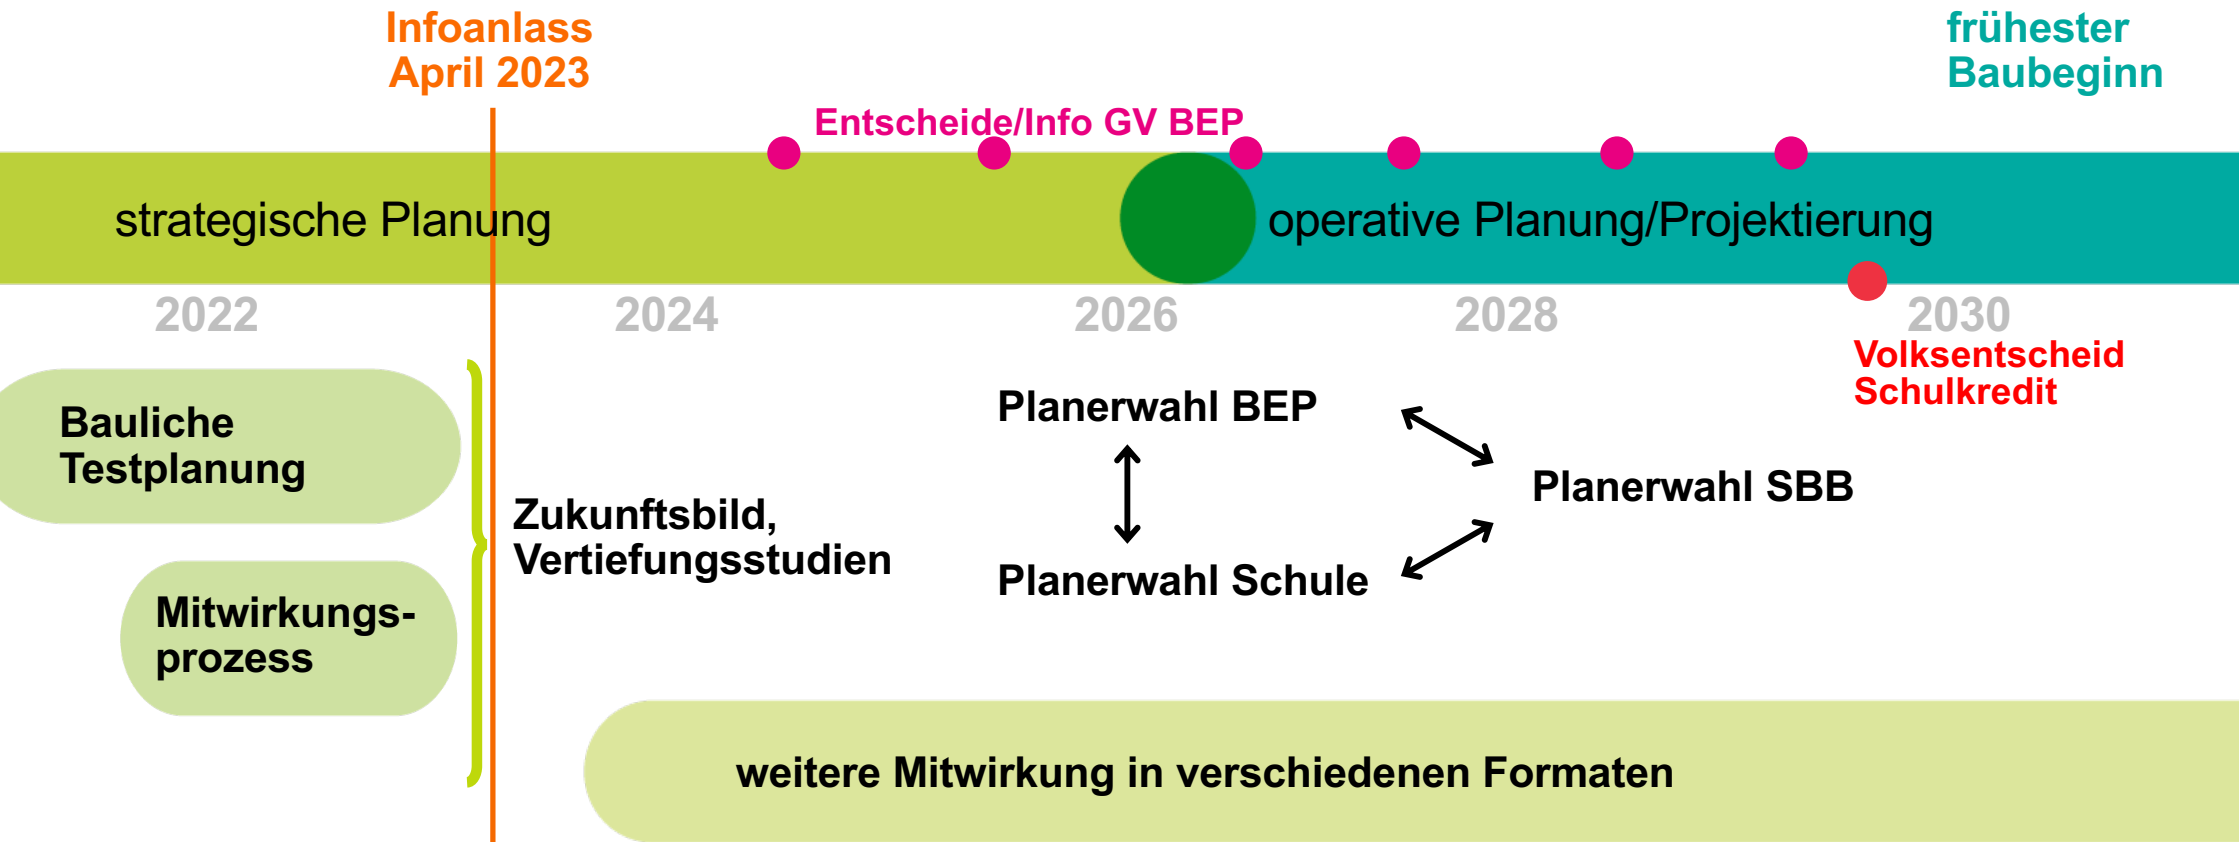 Infoanlass
April 2023
frühester
Baubeginn
Entscheide/Info GV BEP
strategische Planung
operative Planung/Projektierung
2022
2024
2026
2028
2030
Volksentscheid
Schulkredit
Bauliche
Testplanung
Mitwirkungs-
prozess
Zukunftsbild,
Vertiefungsstudien
Planerwahl BEP
Planerwahl SBB
Planerwahl Schule
weitere Mitwirkung in verschiedenen Formaten